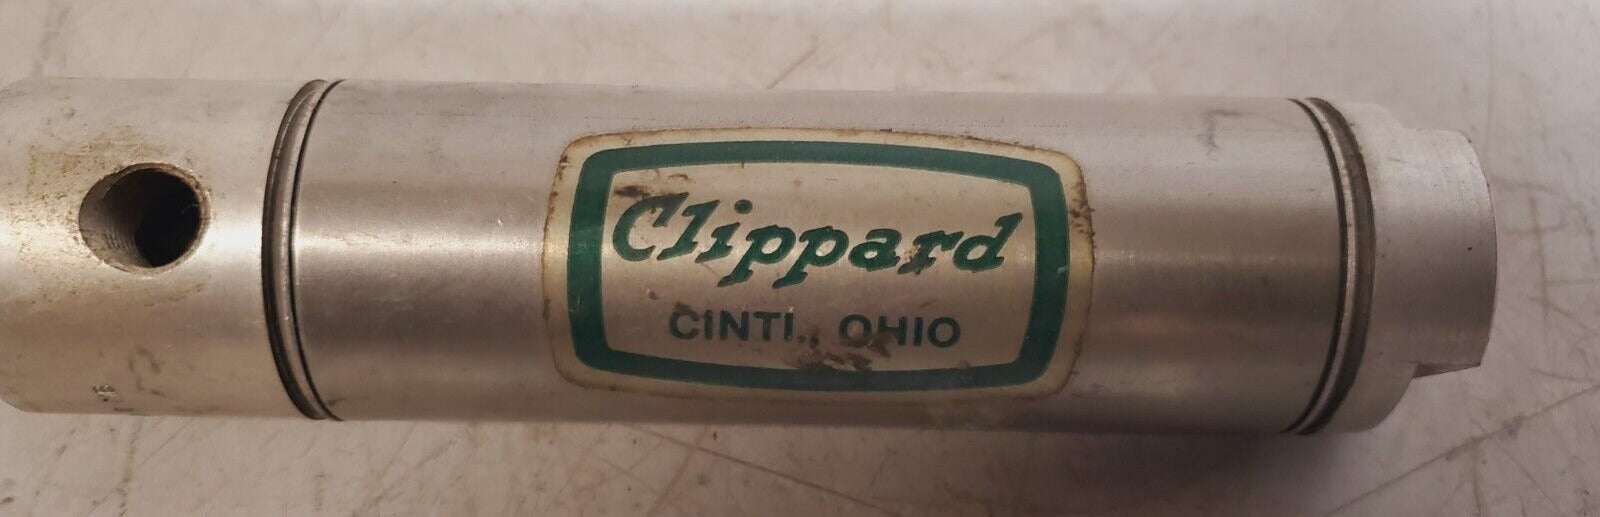 Clippard
CINTI., OHIO